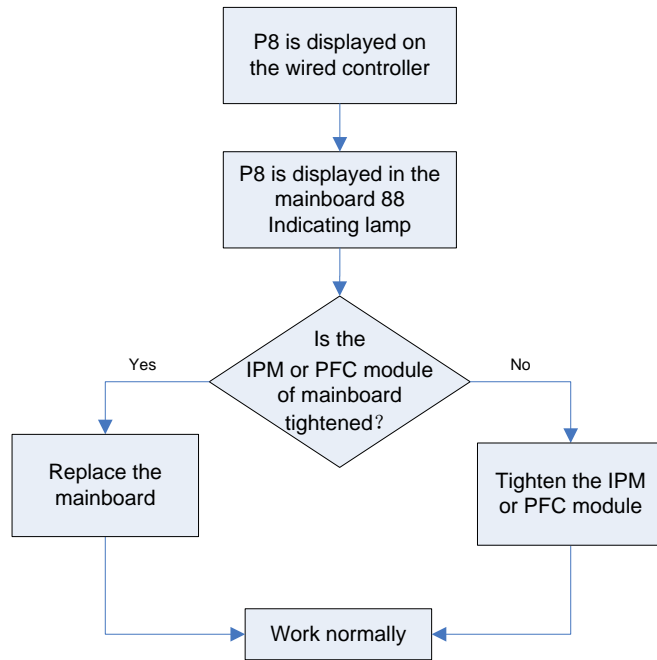 P8 is displayed on
the wired controller
P8 is displayed in the
mainboard 88
Indicating lamp
Is the
IPM or PFC module
of mainboard
tightened？
Yes
No
Replace the
mainboard
Tighten the IPM
or PFC module
Work normally